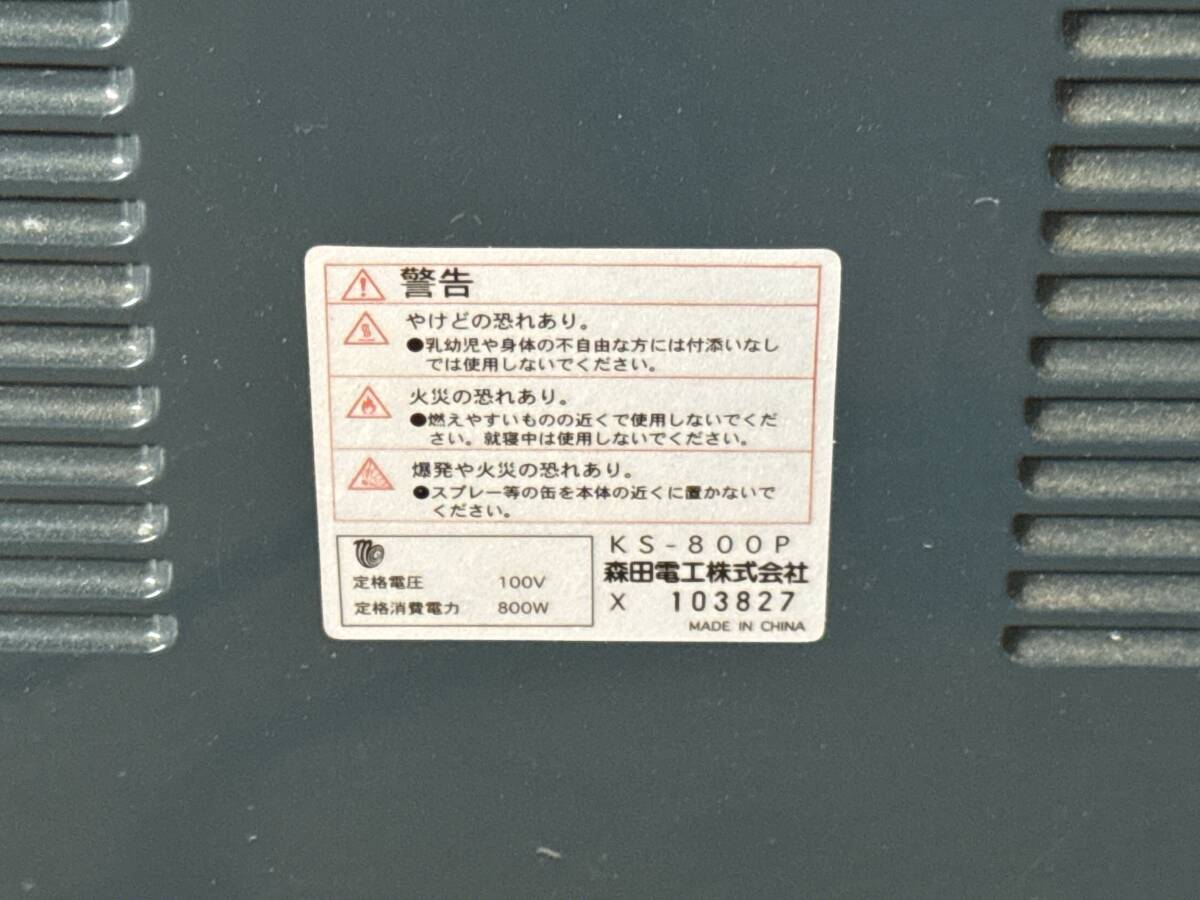 警告
やけどの恐れあり。
●乳幼児や身体の不自由な方には付添いなし
では使用しないでください。
火災の恐れあり。
●燃えやすいものの近くで使用しないでくだ
さい。就寝中は使用しないでください。
爆発や火災の恐れあり。
●スプレー等の缶を本体の近くに置かないで
ください。
定格電圧 100V
定格消費電力 800W
KS-800P
森田電工株式会社
X 103827
MADE IN CHINA